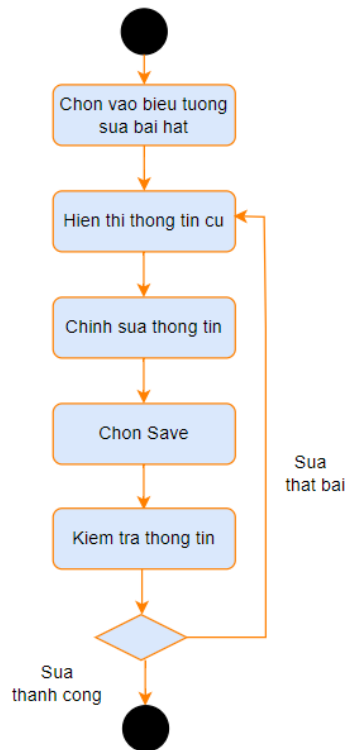 Chon vao bieu tuong
sua bai hat
Hien thi thong tin cu
Chinh sua thong tin
Chon Save
Sua
that bai
Kiem tra thong tin
Sua
thanh cong